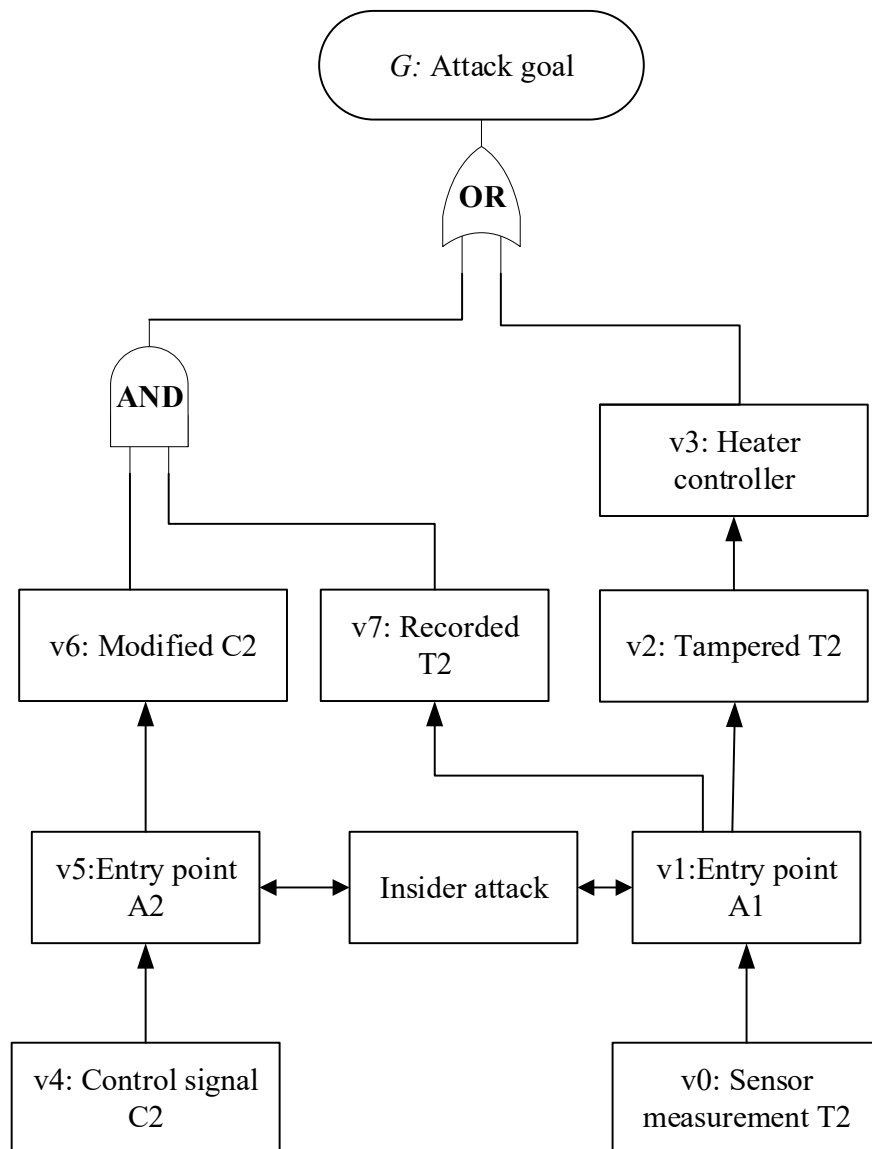 G: Attack goal
OR
AND
v3: Heater
controller
v6: Modified C2
v7: Recorded
T2
v2: Tampered T2
v5:Entry point
A2
Insider attack
v1:Entry point
A1
v4: Control signal
C2
v0: Sensor
measurement T2